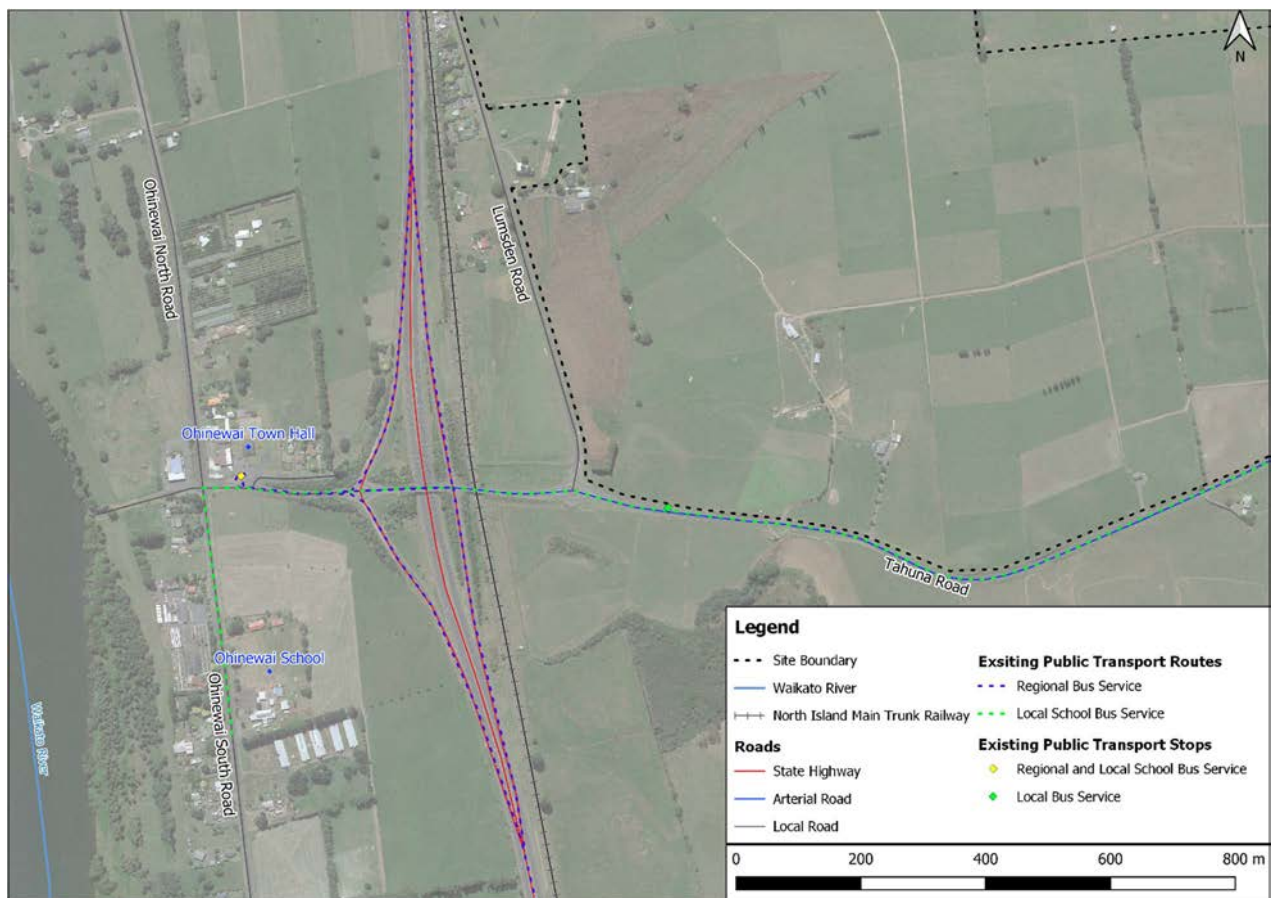 N
Ohinewai North Road
Lumsden Road
Ohinewai Town Hall
Tahuna Road
Ohinewai School
Ohinewai South Road
Waikato River
Legend
Site Boundary
Waikato River
North Island Main Trunk Railway
Roads
State Highway
Arterial Road
Local Road
Exsiting Public Transport Routes
Regional Bus Service
Local School Bus Service
Existing Public Transport Stops
Regional and Local School Bus Service
Local Bus Service
0 200 400 600 800 m